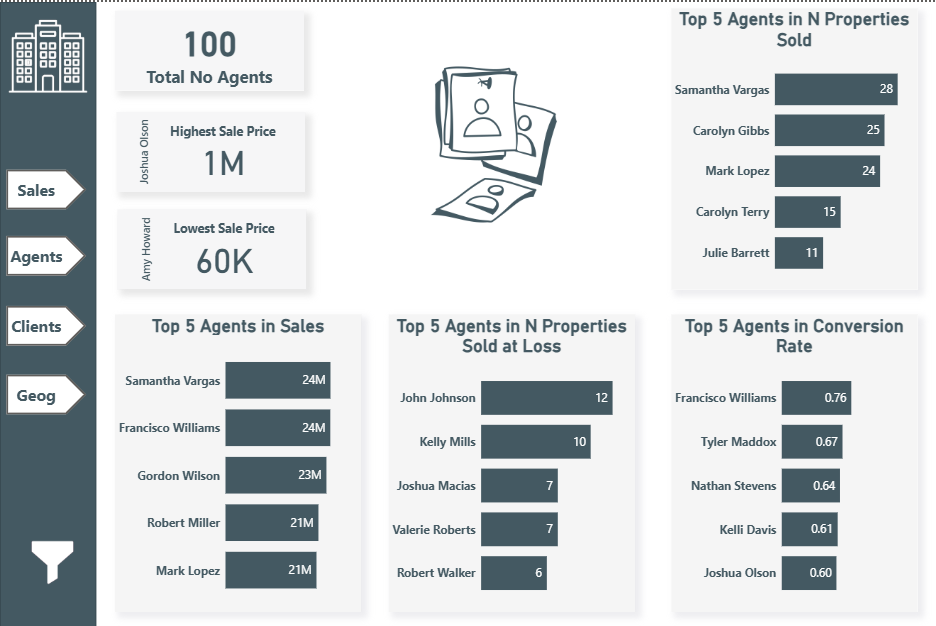 Sales
Agents
Clients
Geog
100
Total No Agents
Joshua Olson
Highest Sale Price
1M
Amy Howard
Lowest Sale Price
60K
Top 5 Agents in N Properties
Sold
Samantha Vargas 28
Carolyn Gibbs 25
Mark Lopez 24
Carolyn Terry 15
Julie Barrett 11
Top 5 Agents in Sales
Samantha Vargas 24M
Francisco Williams 24M
Gordon Wilson 23M
Robert Miller 21M
Mark Lopez 21M
Top 5 Agents in N Properties
Sold at Loss
John Johnson 12
Kelly Mills 10
Joshua Macias 7
Valerie Roberts 7
Robert Walker 6
Top 5 Agents in Conversion
Rate
Francisco Williams 0.76
Tyler Maddox 0.67
Nathan Stevens 0.64
Kelli Davis 0.61
Joshua Olson 0.60